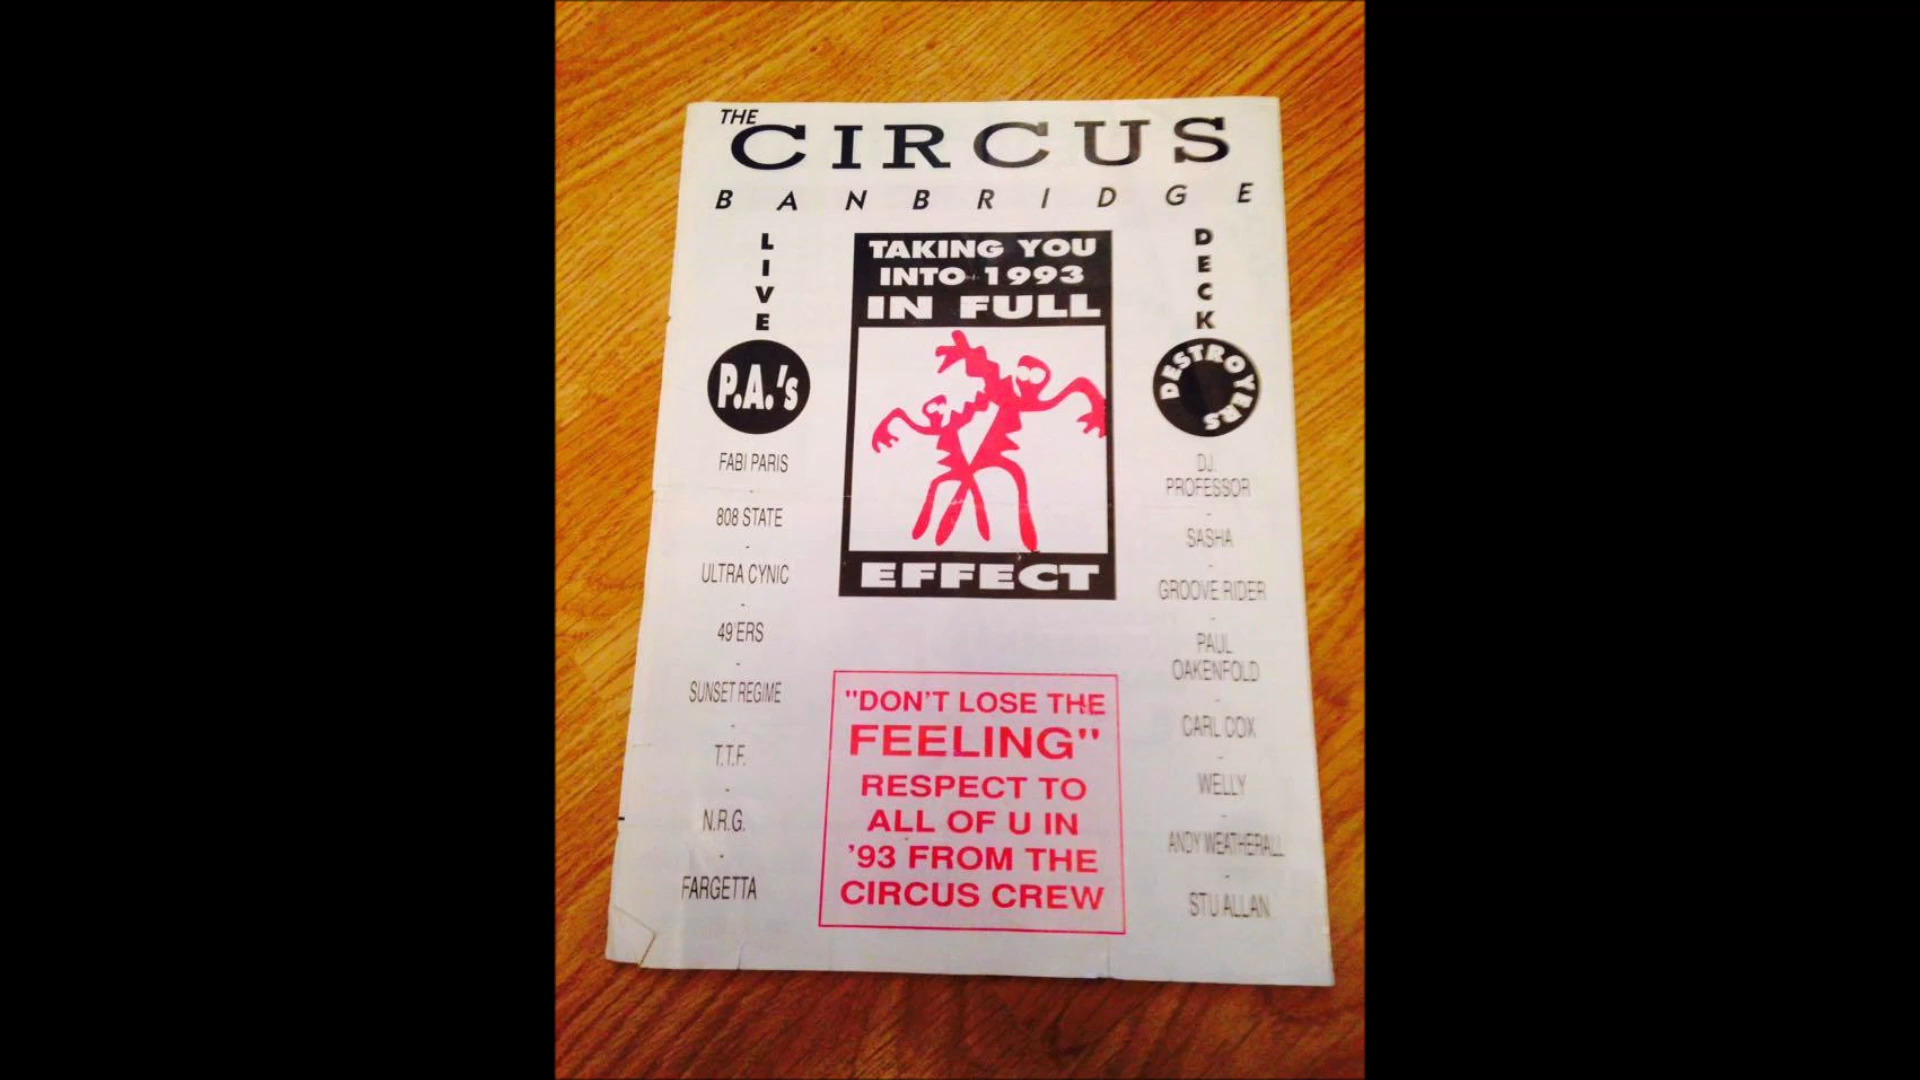 THE
CIRCUS
BANBRIDGE
LIVE
P.A.'s
FABI PARIS
-
808 STATE
-
ULTRA CYNIC
-
49'ERS
-
SUNSET REGIME
-
T.T.F.
-
N.R.G.
-
FARGETTA
TAKING YOU
INTO 1993
IN FULL
EFFECT
"DON'T LOSE THE
FEELING"
RESPECT TO
ALL OF U IN
'93 FROM THE
CIRCUS CREW
DECK
DESTROYERS
DJ.
PROFESSOR
-
SASHA
-
GROOVE RIDER
-
PAUL
OAKENFOLD
-
CARL COX
-
WELLY
-
ANDY WEATHERALL
-
STU ALLAN